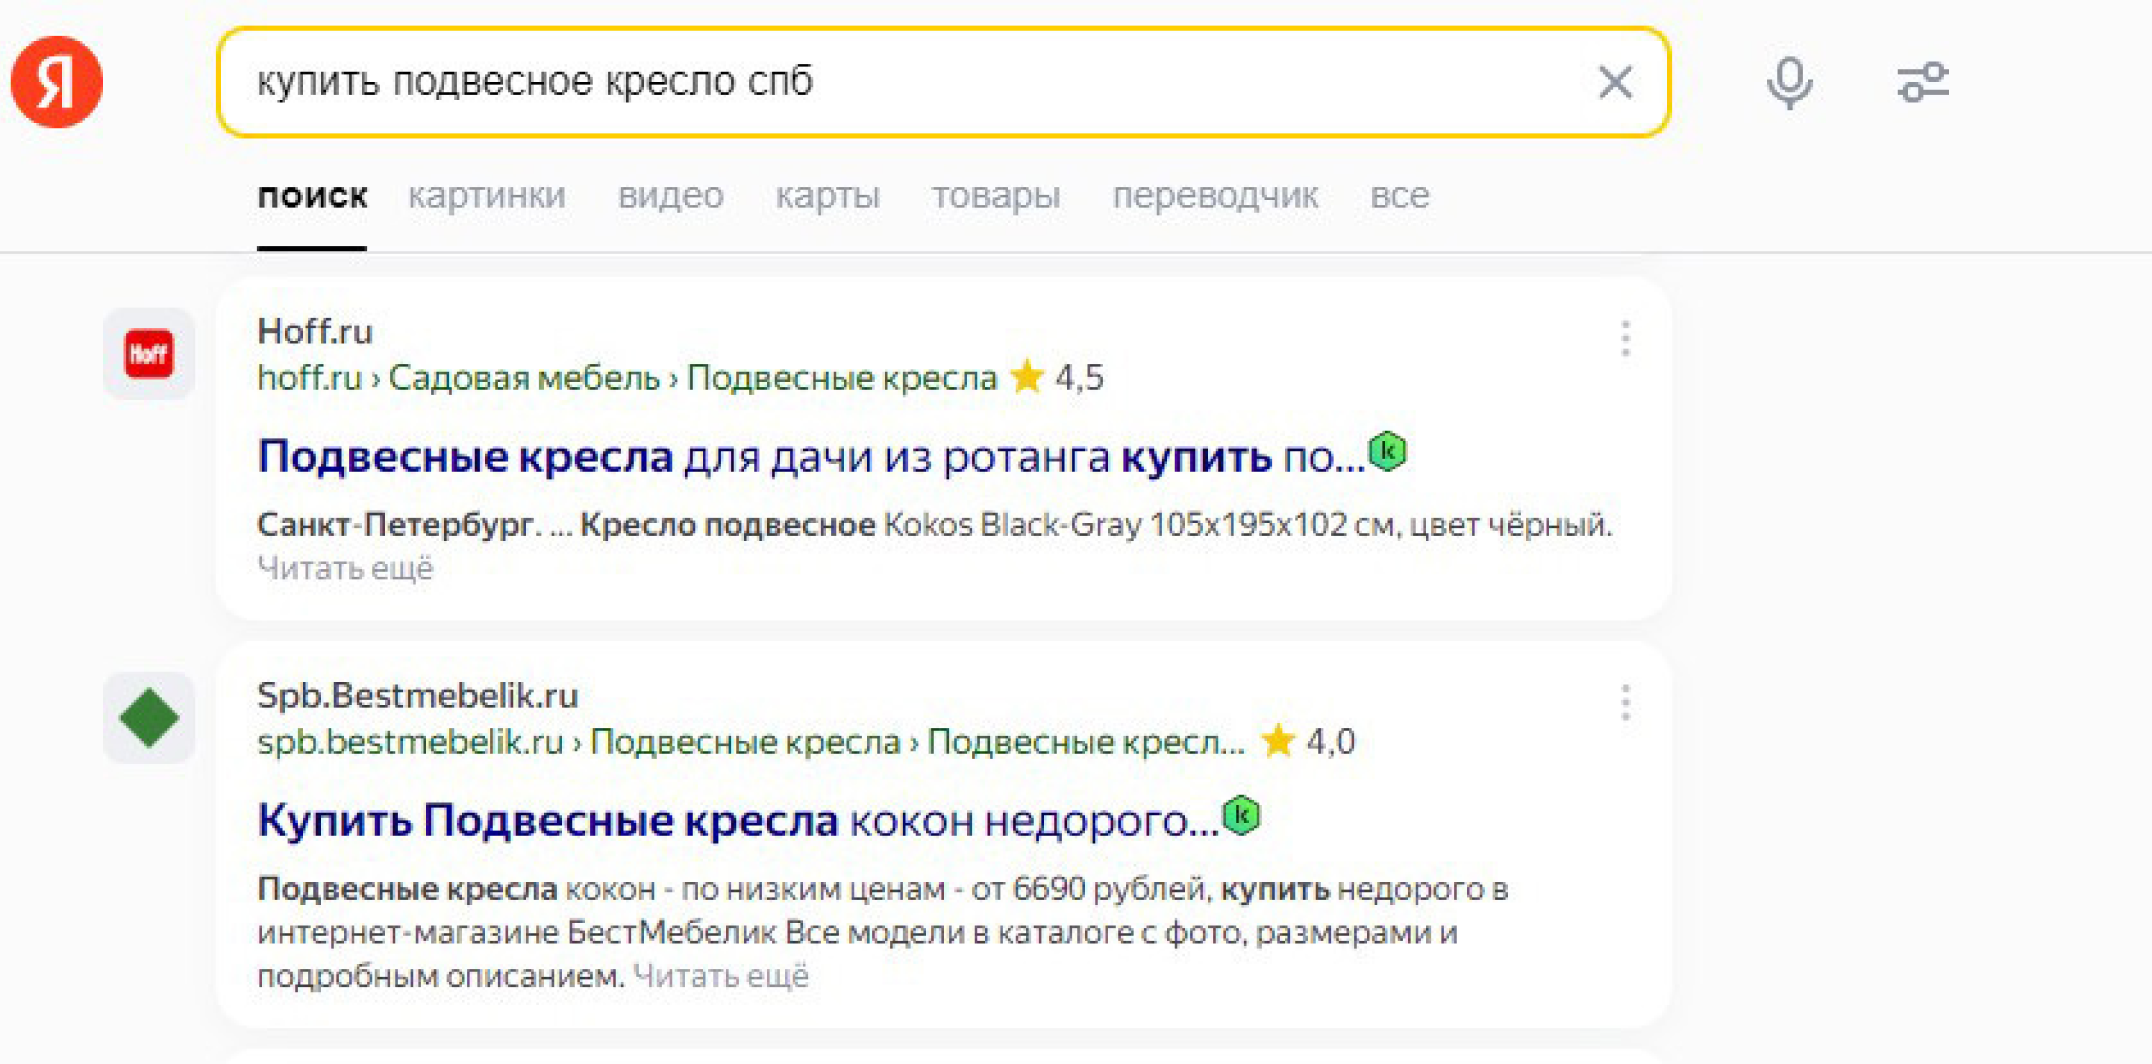 Я
купить подвесное кресло спб
поиск картинки видео карты товары переводчик все
Hoff
Hoff.ru
hoff.ru › Садовая мебель › Подвесные кресла 4,5
Подвесные кресла для дачи из ротанга купить по...
k
Санкт-Петербург. ... Кресло подвесное Kokos Black-Gray 105x195x102 см, цвет чёрный.
Читать ещё
Spb.Bestmebelik.ru
spb.bestmebelik.ru › Подвесные кресла › Подвесные кресл... 4,0
Купить Подвесные кресла кокон недорого...
k
Подвесные кресла кокон - по низким ценам - от 6690 рублей, купить недорого в
интернет-магазине БестМебелик Все модели в каталоге с фото, размерами и
подробным описанием. Читать ещё